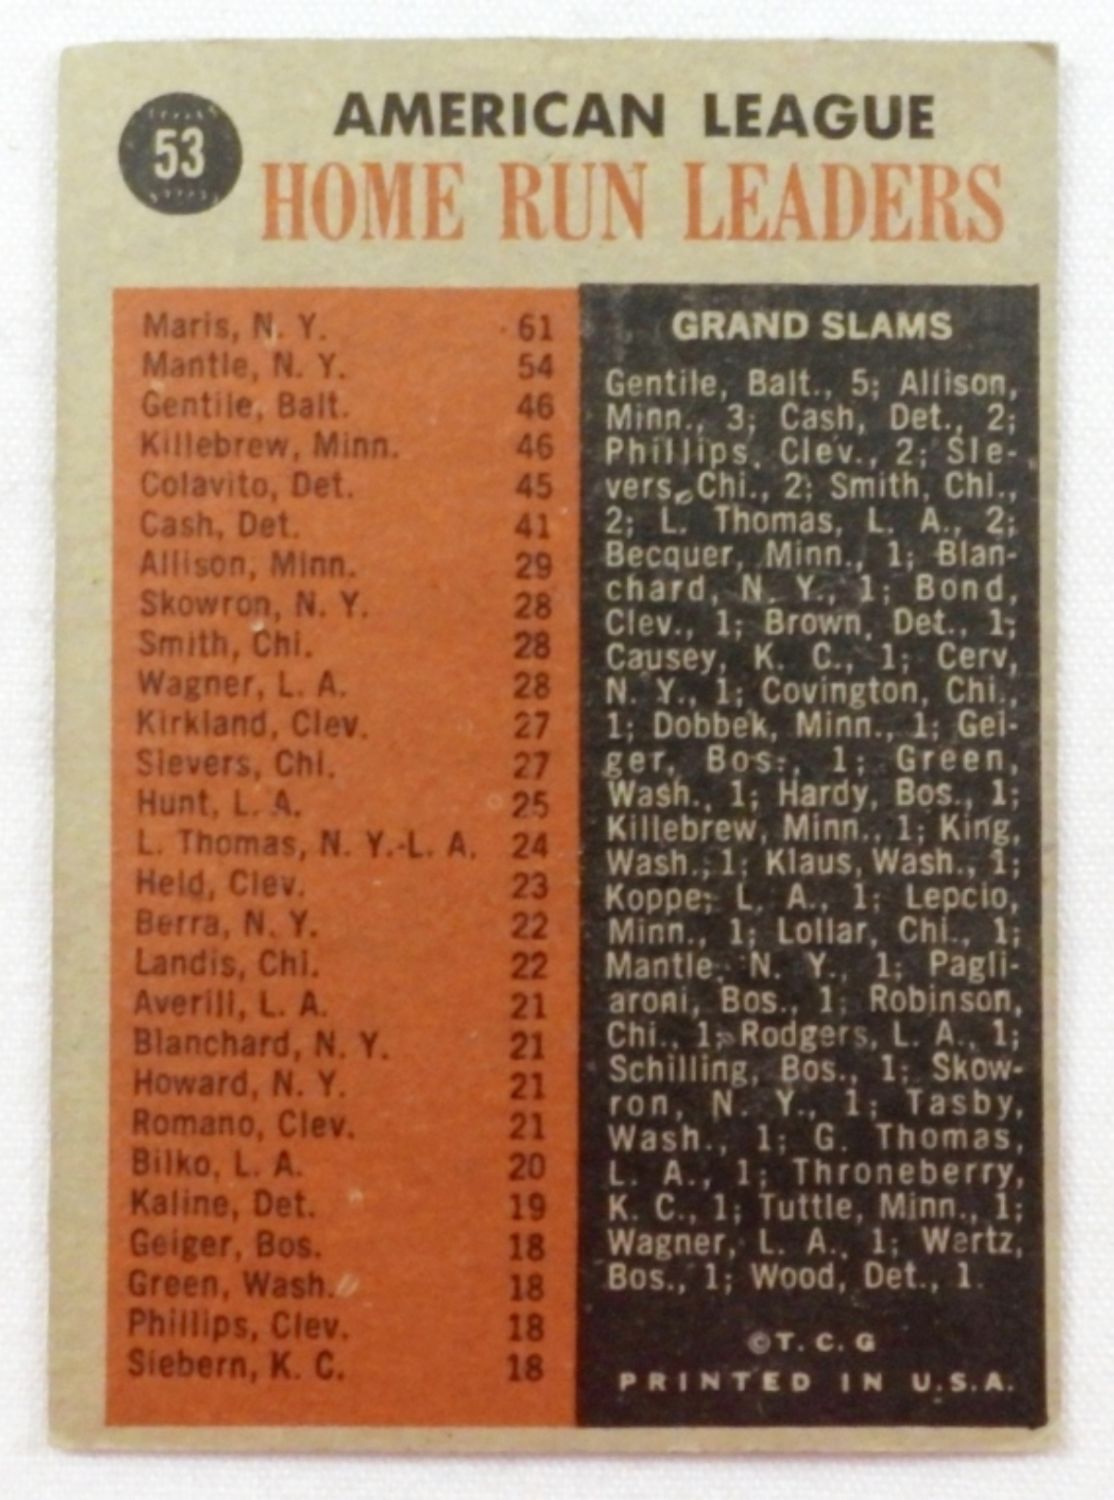 53
AMERICAN LEAGUE
HOME RUN LEADERS
Maris, N. Y. 61
Mantle, N. Y. 54
Gentile, Balt. 46
Killebrew, Minn. 46
Colavito, Det. 45
Cash, Det. 41
Allison, Minn. 29
Skowron, N. Y. 28
Smith, Chi. 28
Wagner, L. A. 28
Kirkland, Clev. 27
Sievers, Chi. 27
Hunt, L. A. 25
L. Thomas, N. Y.-L. A. 24
Held, Clev. 23
Berra, N. Y. 22
Landis, Chi. 22
Averill, L. A. 21
Blanchard, N. Y. 21
Howard, N. Y. 21
Romano, Clev. 21
Bilko, L. A. 20
Kaline, Det. 19
Geiger, Bos. 18
Green, Wash. 18
Phillips, Clev. 18
Siebern, K. C. 18
GRAND SLAMS
Gentile, Balt., 5; Allison,
Minn., 3; Cash, Det., 2;
Phillips, Clev., 2; Sie-
vers, Chi., 2; Smith, Chi.,
2; L. Thomas, L. A., 2;
Becquer, Minn., 1; Blan-
chard, N. Y., 1; Bond,
Clev., 1; Brown, Det., 1;
Causey, K. C., 1; Cerv,
N. Y., 1; Covington, Chi.,
1; Dobbek, Minn., 1; Gei-
ger, Bos., 1; Green,
Wash., 1; Hardy, Bos., 1;
Killebrew, Minn., 1; King,
Wash., 1; Klaus, Wash., 1;
Koppe, L. A., 1; Lepcio,
Minn., 1; Lollar, Chi., 1;
Mantle, N. Y., 1; Pagli-
aroni, Bos., 1; Robinson,
Chi., 1; Rodgers, L. A., 1;
Schilling, Bos., 1; Skow-
ron, N. Y., 1; Tasby,
Wash., 1; G. Thomas,
L. A., 1; Throneberry,
K. C., 1; Tuttle, Minn., 1;
Wagner, L. A., 1; Wertz,
Bos., 1; Wood, Det., 1.
©T. C. G
PRINTED IN U.S.A.